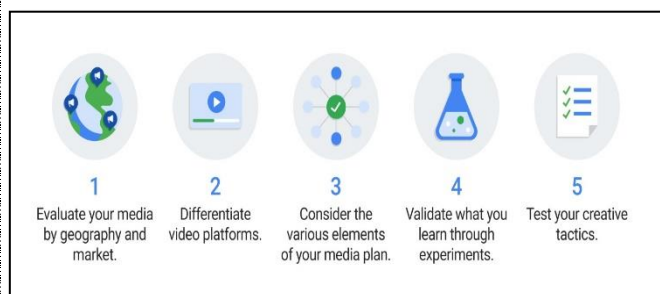 1
Evaluate your media
by geography and
market.
2
Differentiate
video platforms.
3
Consider the
various elements
of your media plan.
4
Validate what you
learn through
experiments.
5
Test your creative
tactics.